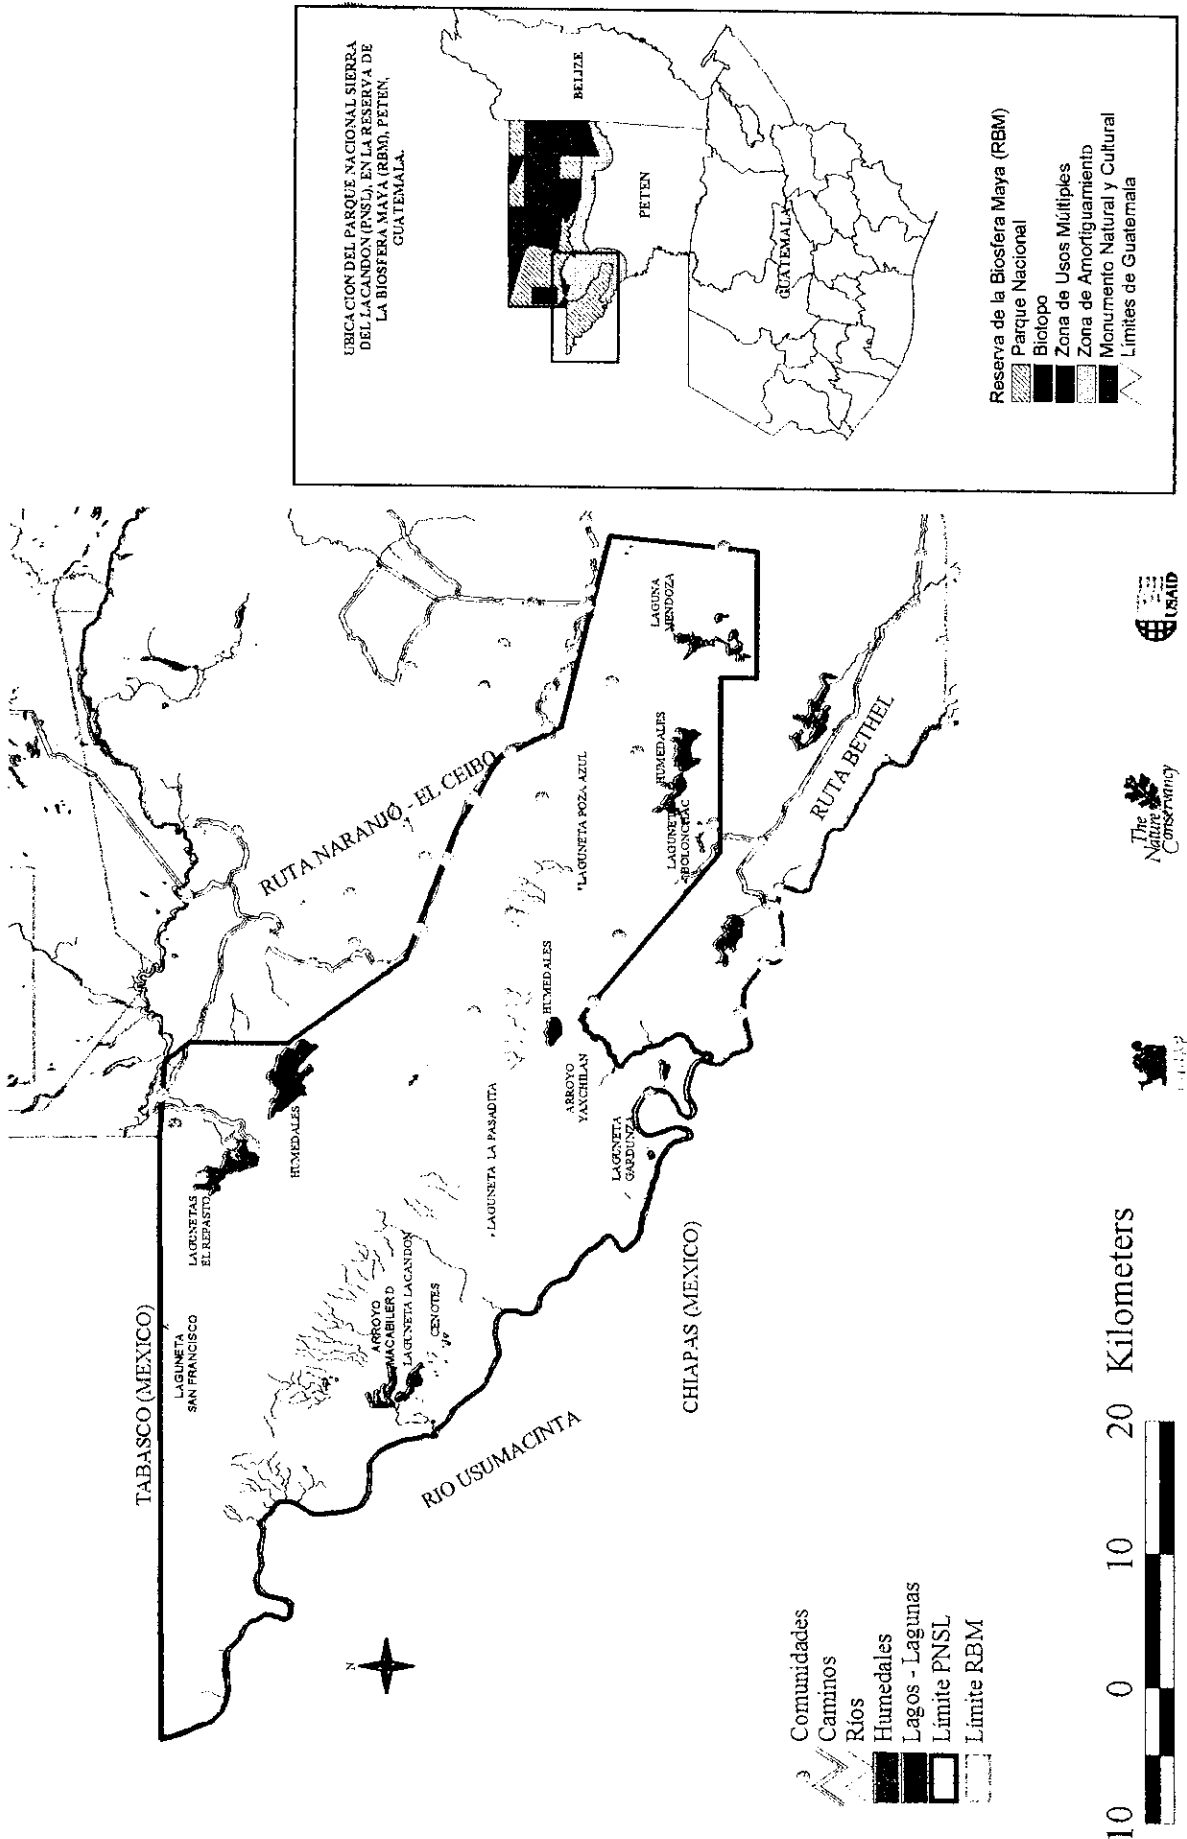 UBICACION DEL PARQUE NACIONAL SIERRA
DEL LACANDON (PNSL), EN LA RESERVA DE
LA BIOSFERA MAYA (RBM), PETEN,
GUATEMALA.
BELIZE
PETEN
GUATEMALA
Reserva de la Biosfera Maya (RBM)
Parque Nacional
Biotopo
Zona de Usos Múltiples
Zona de Amortiguamiento
Monumento Natural y Cultural
Límites de Guatemala
TABASCO (MEXICO)
LAGUNETA
SAN FRANCISCO
LAGUNETAS
EL REPASTO
HUMEDALES
RUTA NARANJO - EL CEIBO
ARROYO
MACABILERO
LAGUNETA LACANDON
CENOTES
LAGUNETA LA PASADITA
HUMEDALES
LAGUNETA POZA AZUL
ARROYO
YAXCHILAN
LAGUNETA
GARDUNZA
HUMEDALES
LAGUNETA
BOLONCHAC
LAGUNA
MENDOZA
RUTA BETHEL
RIO USUMACINTA
CHIAPAS (MEXICO)
N
Comunidades
Caminos
Ríos
Humedales
Lagos - Lagunas
Límite PNSL
Límite RBM
10 0 10 20 Kilometers
The
Nature
Conservancy
USAID